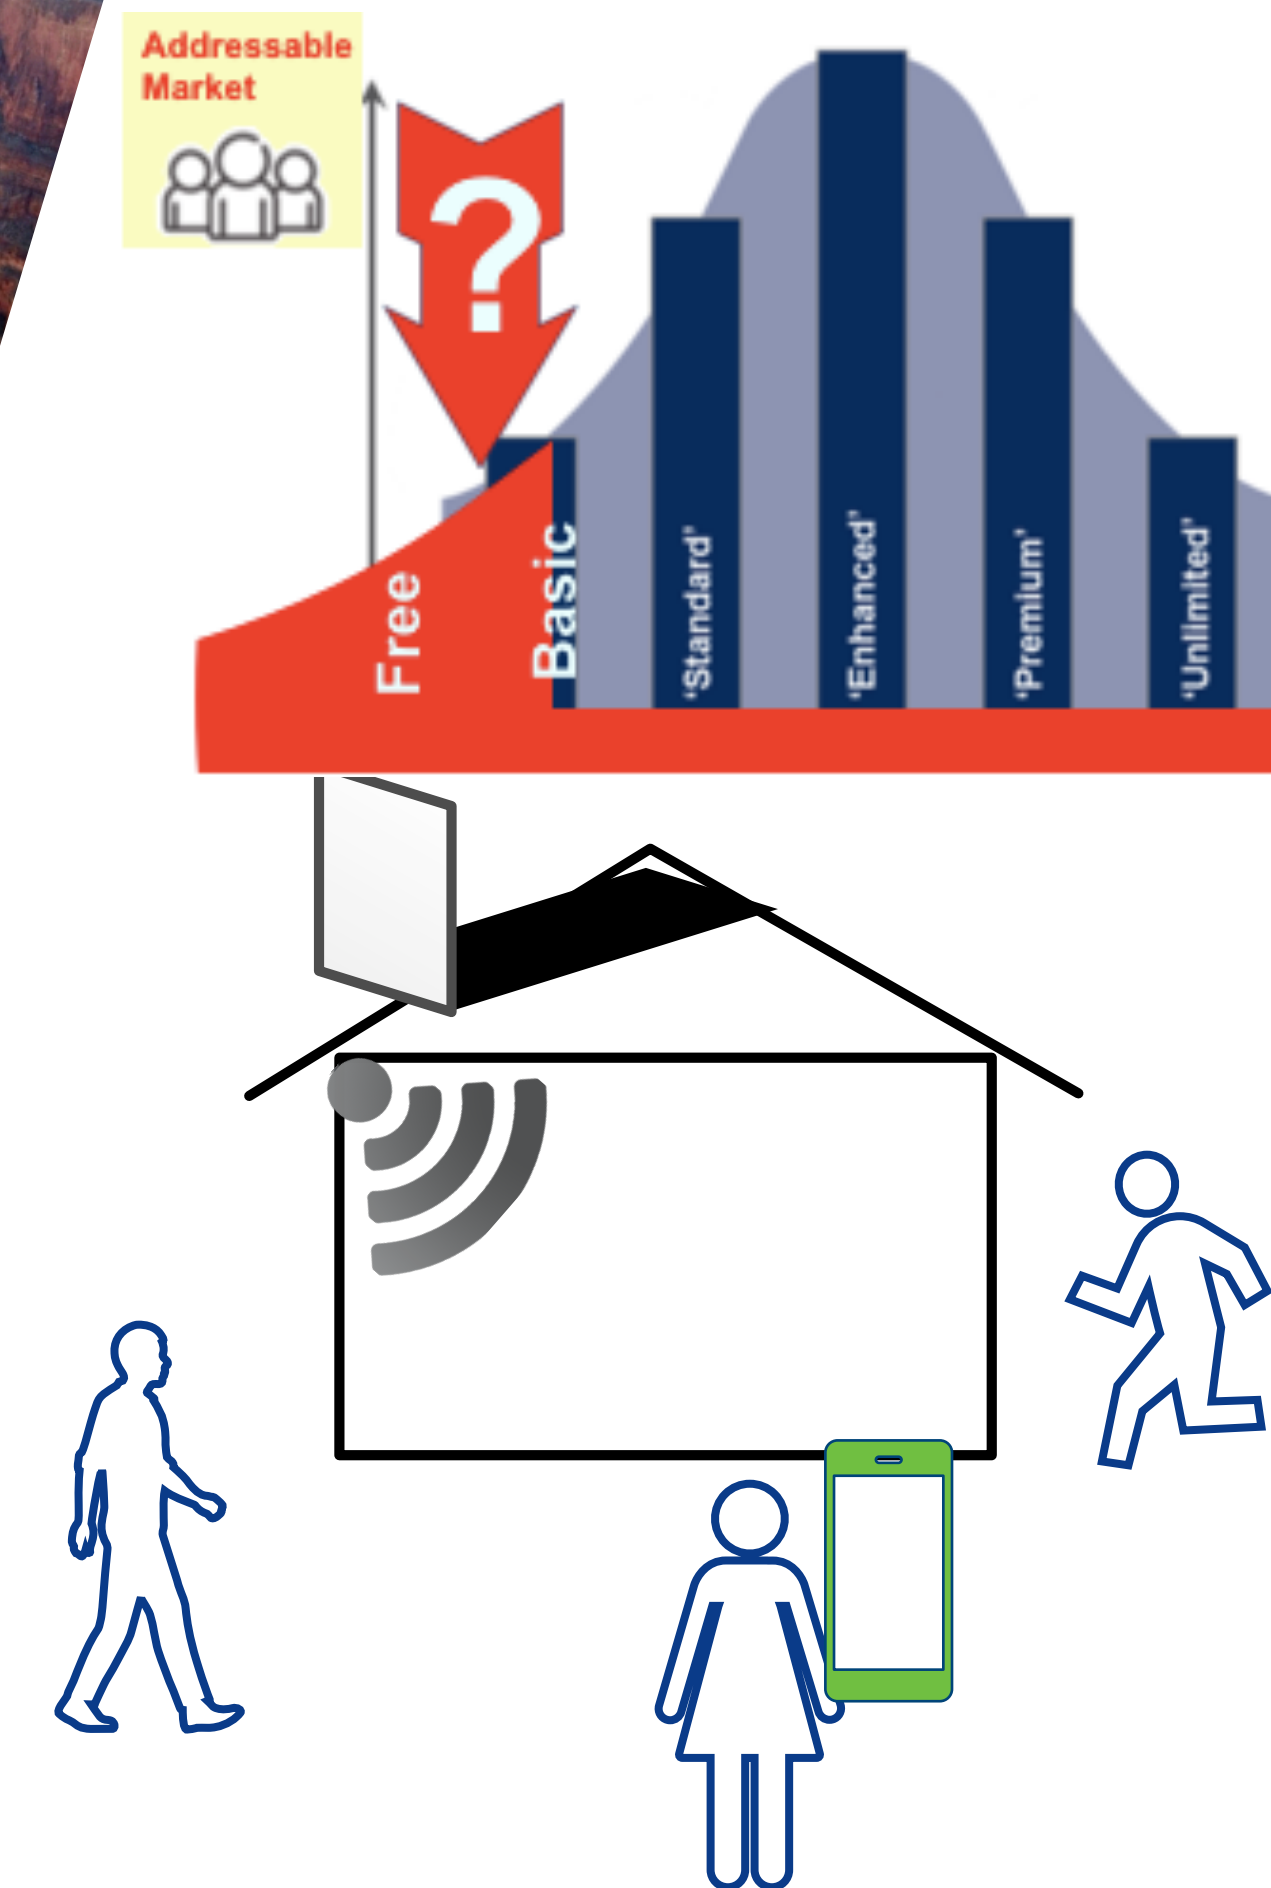 Addressable
Market
?
Free
Basic
‘Standard’
‘Enhanced’
‘Premium’
‘Unlimited’